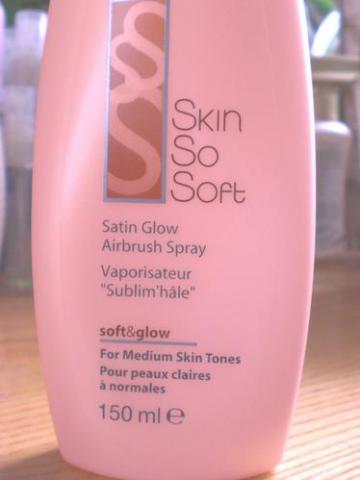 Skin
So
Soft
Satin Glow
Airbrush Spray
Vaporisateur
"Sublim'hâle"
soft&glow
For Medium Skin Tones
Pour peaux claires
à normales
150 ml ℮